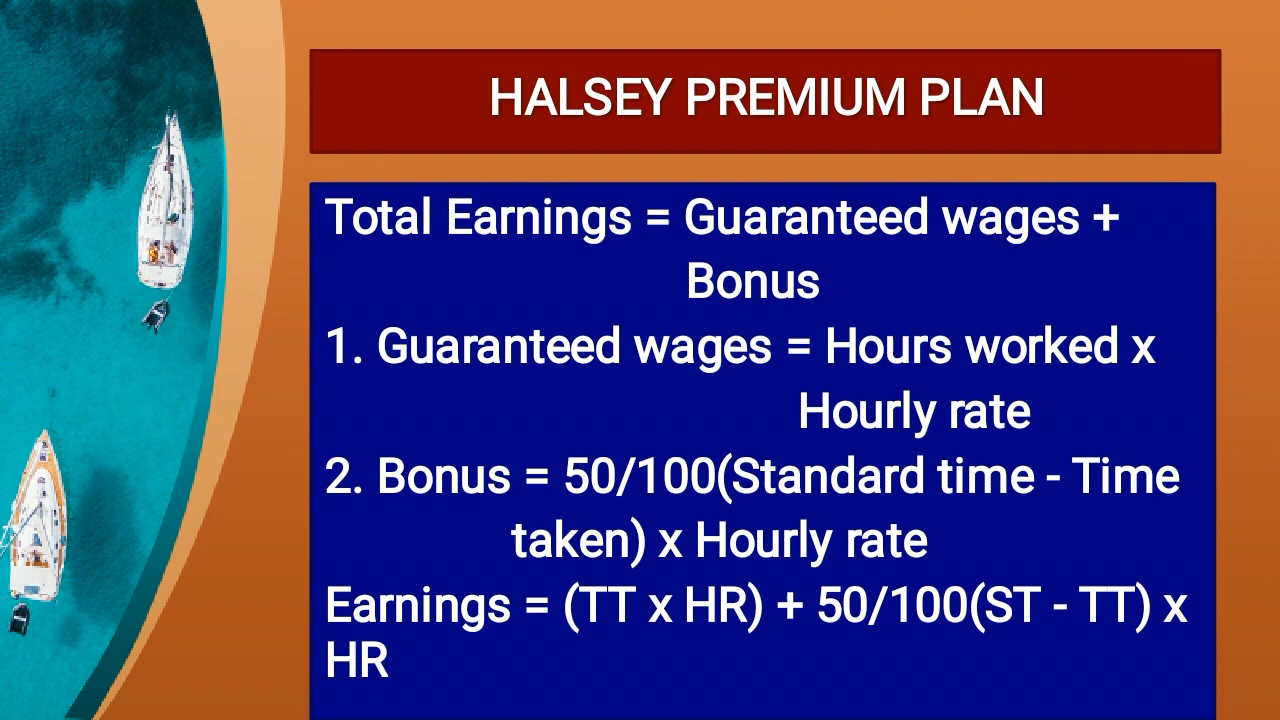 HALSEY PREMIUM PLAN
Total Earnings = Guaranteed wages +
Bonus
1. Guaranteed wages = Hours worked x
Hourly rate
2. Bonus = 50/100(Standard time - Time
taken) x Hourly rate
Earnings = (TT x HR) + 50/100(ST - TT) x
HR